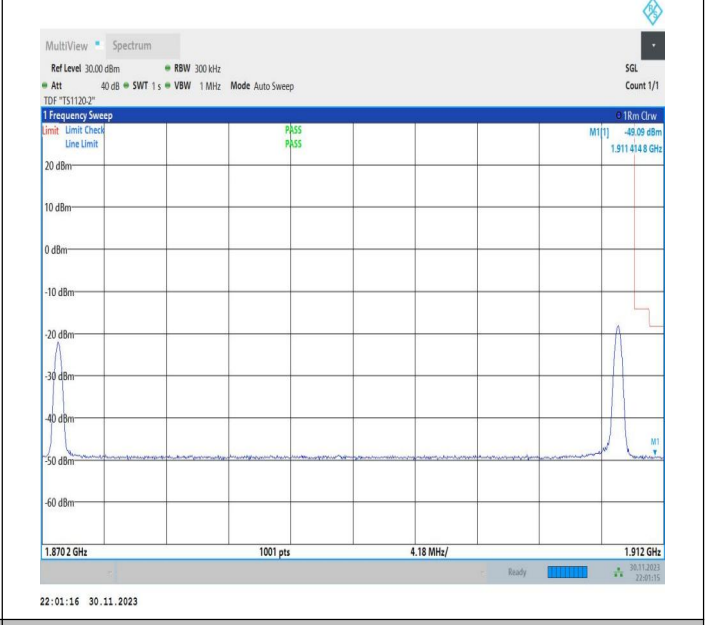 R S
MultiView Spectrum
Ref Level 30.00 dBm RBW 300 kHz SGL
Att 40 dB SWT 1 s VBW 1 MHz Mode Auto Sweep Count 1/1
TDF "TS1120-2"
1 Frequency Sweep 1Rm Clrw
Limit Limit Check PASS M1[1] -49.09 dBm
Line Limit PASS 1.911 414 8 GHz
20 dBm
10 dBm
0 dBm
-10 dBm
-20 dBm
-30 dBm
-40 dBm
M1
-50 dBm
-60 dBm
1.870 2 GHz 1001 pts 4.18 MHz/ 1.912 GHz
Ready 30.11.2023
22:01:15
22:01:16 30.11.2023